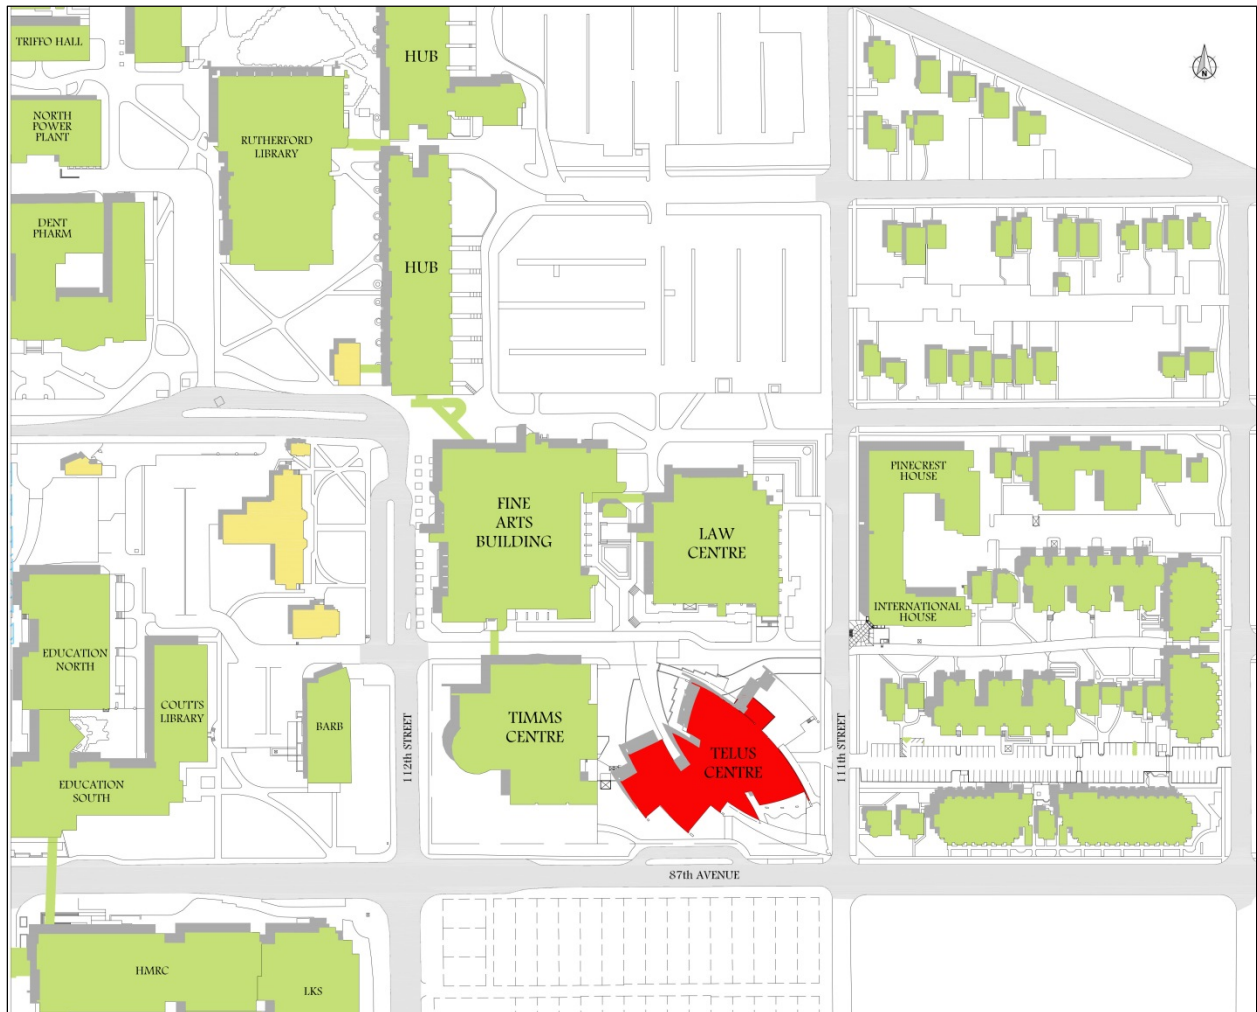 TRIFFO HALL
HUB
N
NORTH
POWER
PLANT
RUTHERFORD
LIBRARY
DENT
PHARM
HUB
PINECREST
HOUSE
FINE
ARTS
BUILDING
LAW
CENTRE
INTERNATIONAL
HOUSE
EDUCATION
NORTH
COUTTS
LIBRARY
BARB
TIMMS
CENTRE
TELUS
CENTRE
112th STREET
111th STREET
EDUCATION
SOUTH
87th AVENUE
HMRC
LKS